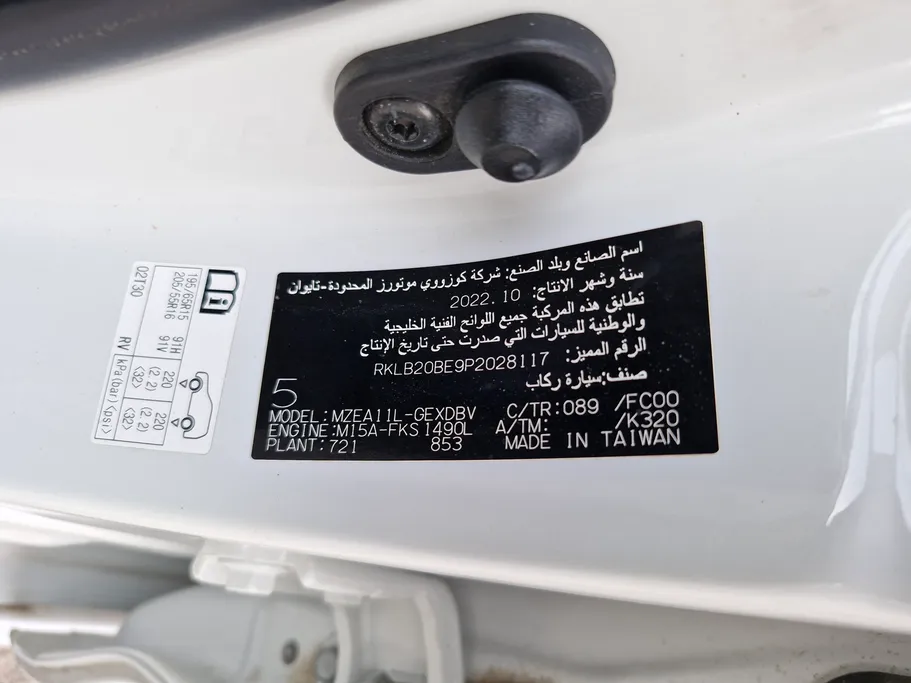 اسم الصانع وبلد الصنع: شركة كوزووي موتورز المحدودة-تايوان
سنة وشهر الانتاج: 2022.10
تطابق هذه المركبة جميع اللوائح الفنية الخليجية
والوطنية للسيارات التي صدرت حتى تاريخ الإنتاج
الرقم المميز: RKLB20BE9P2028117
صنف:سيارة ركاب
5
MODEL:MZEA11L-GEXDBV C/TR:089 /FC00
ENGINE:M15A-FKS 1490L A/TM: /K320
PLANT:721 853 MADE IN TAIWAN
195/65R15 91H 220 (2.2) <32> 220 (2.2) <32>
205/55R16 91V
02T30 RV kPa(bar)<psi>